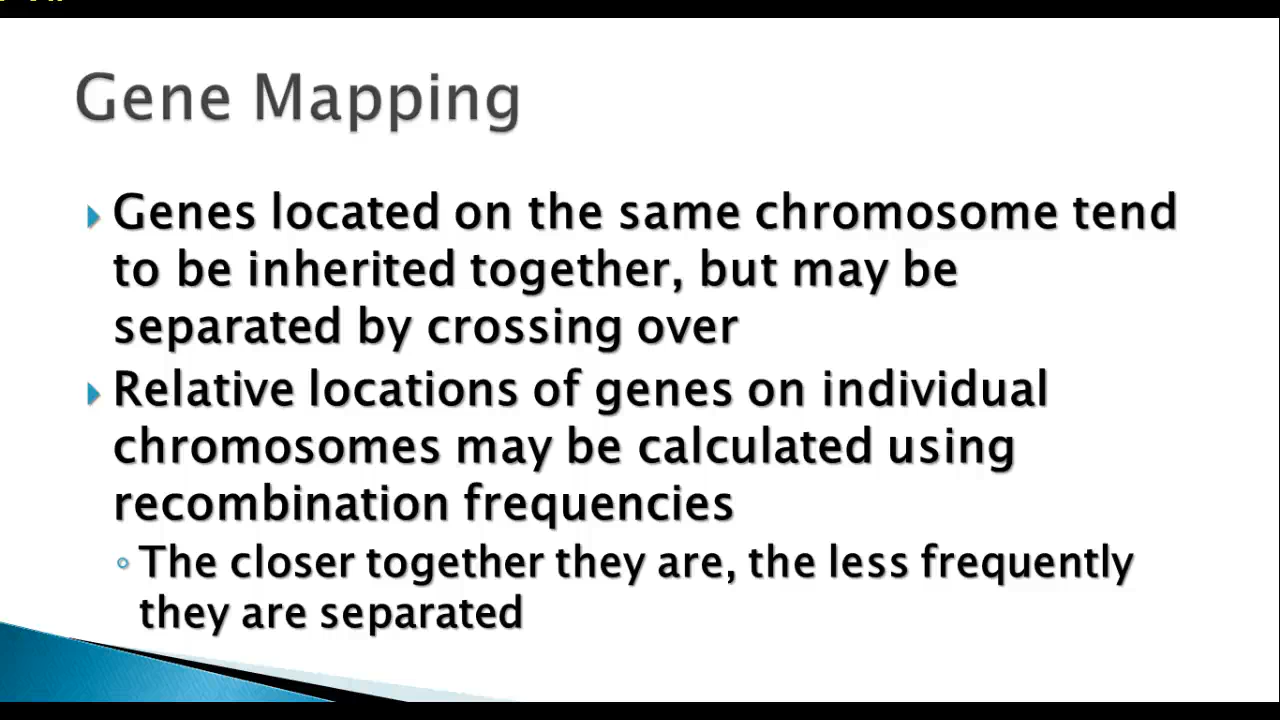 Gene Mapping
Genes located on the same chromosome tend
to be inherited together, but may be
separated by crossing over
Relative locations of genes on individual
chromosomes may be calculated using
recombination frequencies
The closer together they are, the less frequently
they are separated